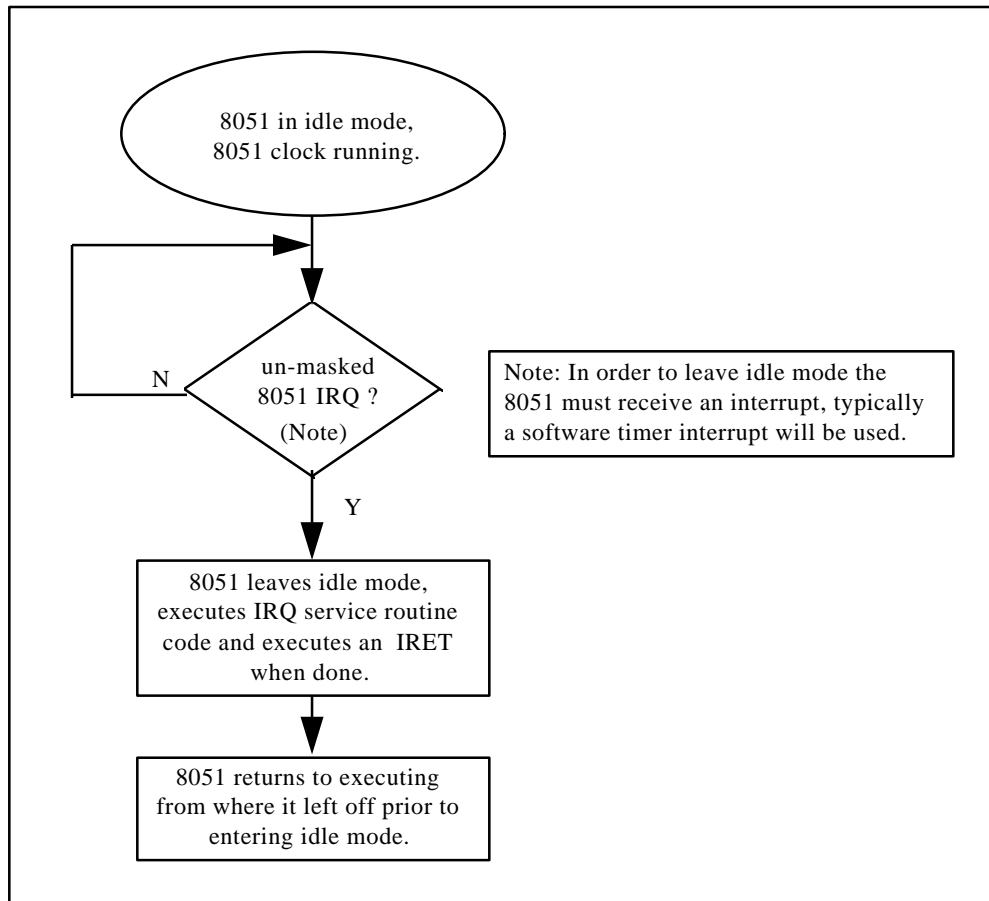 8051 in idle mode,
8051 clock running.
un-masked
8051 IRQ ?
(Note)
N
Note: In order to leave idle mode the
8051 must receive an interrupt, typically
a software timer interrupt will be used.
Y
8051 leaves idle mode,
executes IRQ service routine
code and executes an IRET
when done.
8051 returns to executing
from where it left off prior to
entering idle mode.